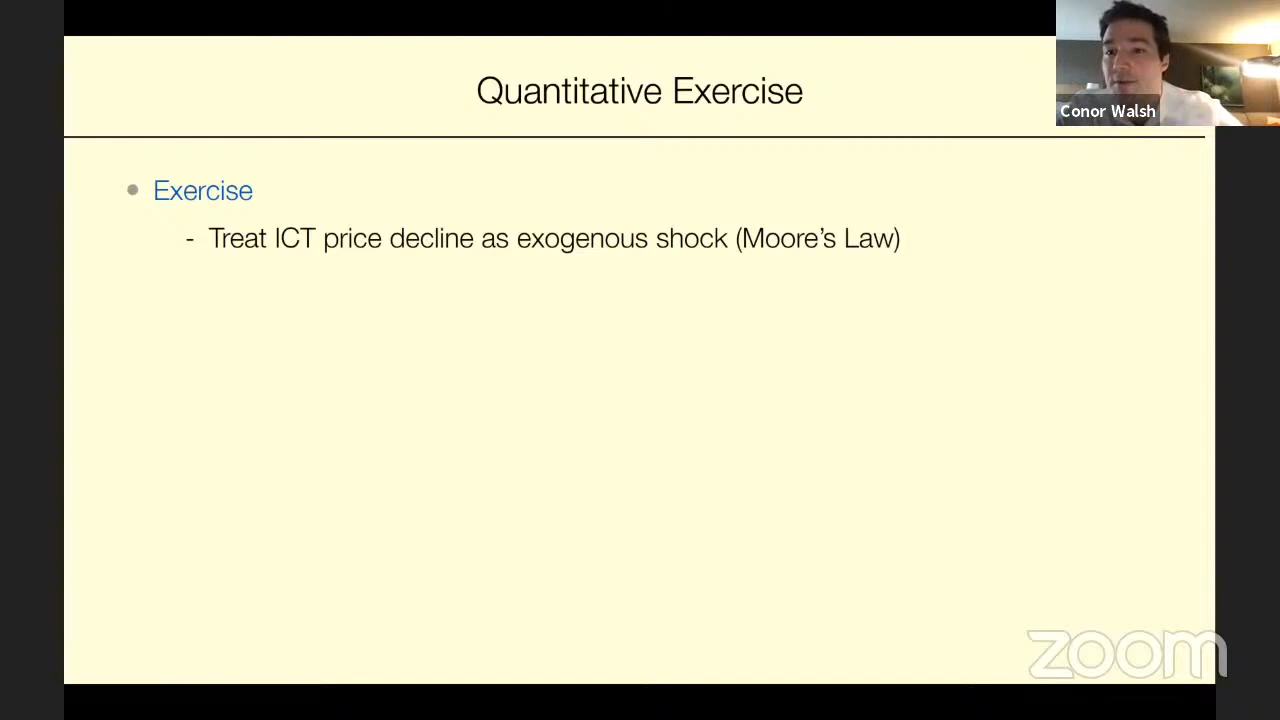 Quantitative Exercise
Conor Walsh
Exercise
- Treat ICT price decline as exogenous shock (Moore's Law)
zoom